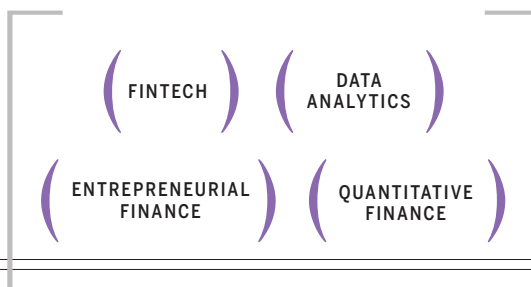 FINTECH
DATA
ANALYTICS
ENTREPRENEURIAL
FINANCE
QUANTITATIVE
FINANCE